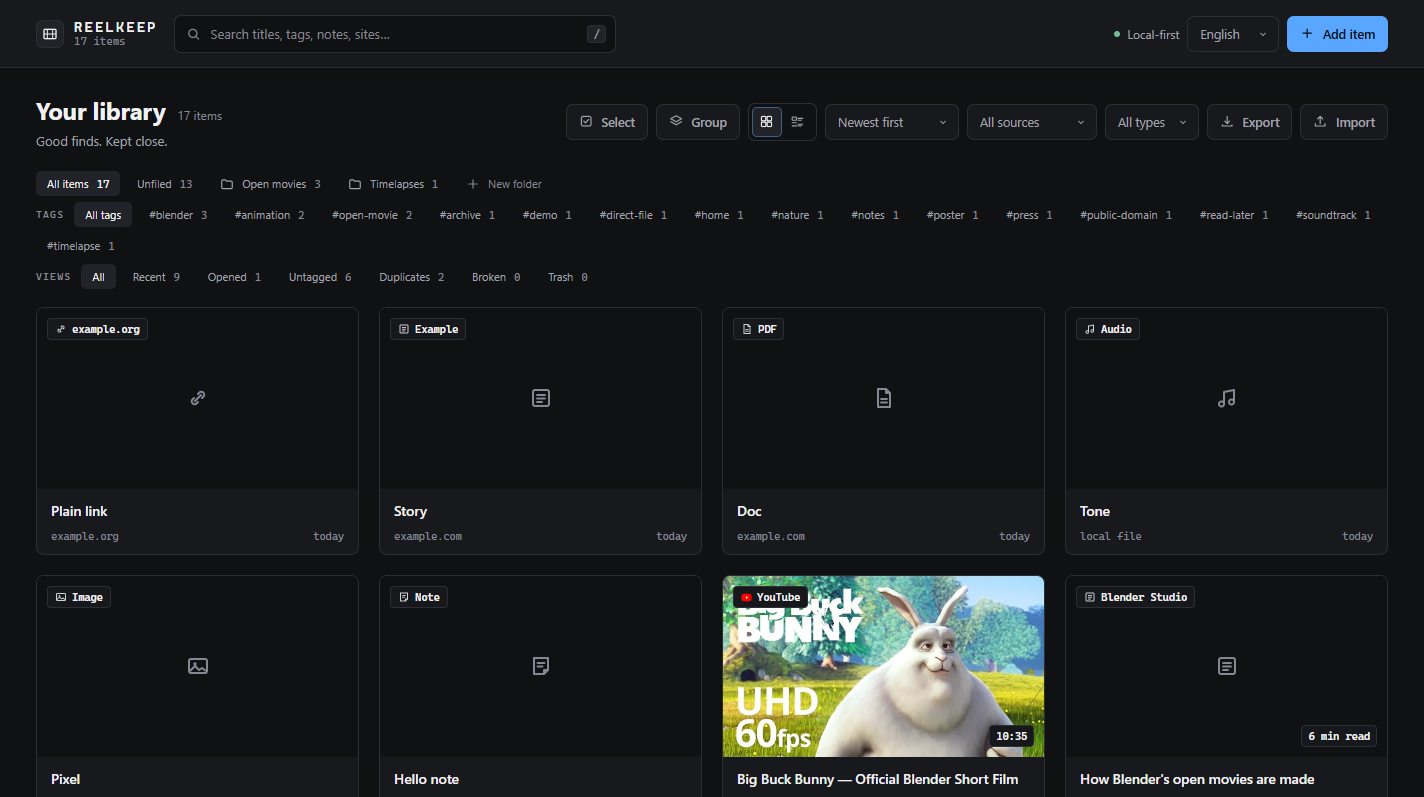 REELKEEP
17 items
Search titles, tags, notes, sites... /
Local-first
English
Add item
Your library 17 items
Good finds. Kept close.
Select
Group
Newest first
All sources
All types
Export
Import
All items 17 Unfiled 13 Open movies 3 Timelapses 1 New folder
TAGS All tags #blender 3 #animation 2 #open-movie 2 #archive 1 #demo 1 #direct-file 1 #home 1 #nature 1 #notes 1 #poster 1 #press 1 #public-domain 1 #read-later 1 #soundtrack 1
#timelapse 1
VIEWS All Recent 9 Opened 1 Untagged 6 Duplicates 2 Broken 0 Trash 0
example.org
Plain link
example.org today
Example
Story
example.com today
PDF
Doc
example.com today
Audio
Tone
local file today
Image
Pixel
Note
Hello note
YouTube
Big Buck
BUNNY
UHD
60fps
10:35
Big Buck Bunny — Official Blender Short Film
Blender Studio
6 min read
How Blender's open movies are made